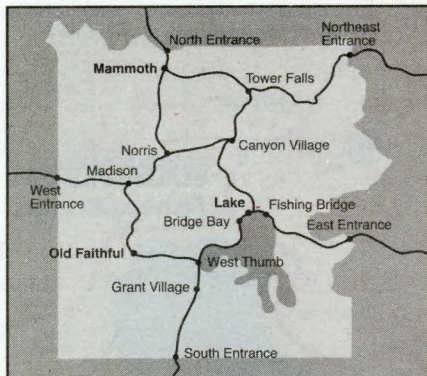 North Entrance
Northeast
Entrance
Mammoth
Tower Falls
Norris
Canyon Village
Madison
West
Entrance
Lake
Fishing Bridge
Bridge Bay
East Entrance
Old Faithful
West Thumb
Grant Village
South Entrance